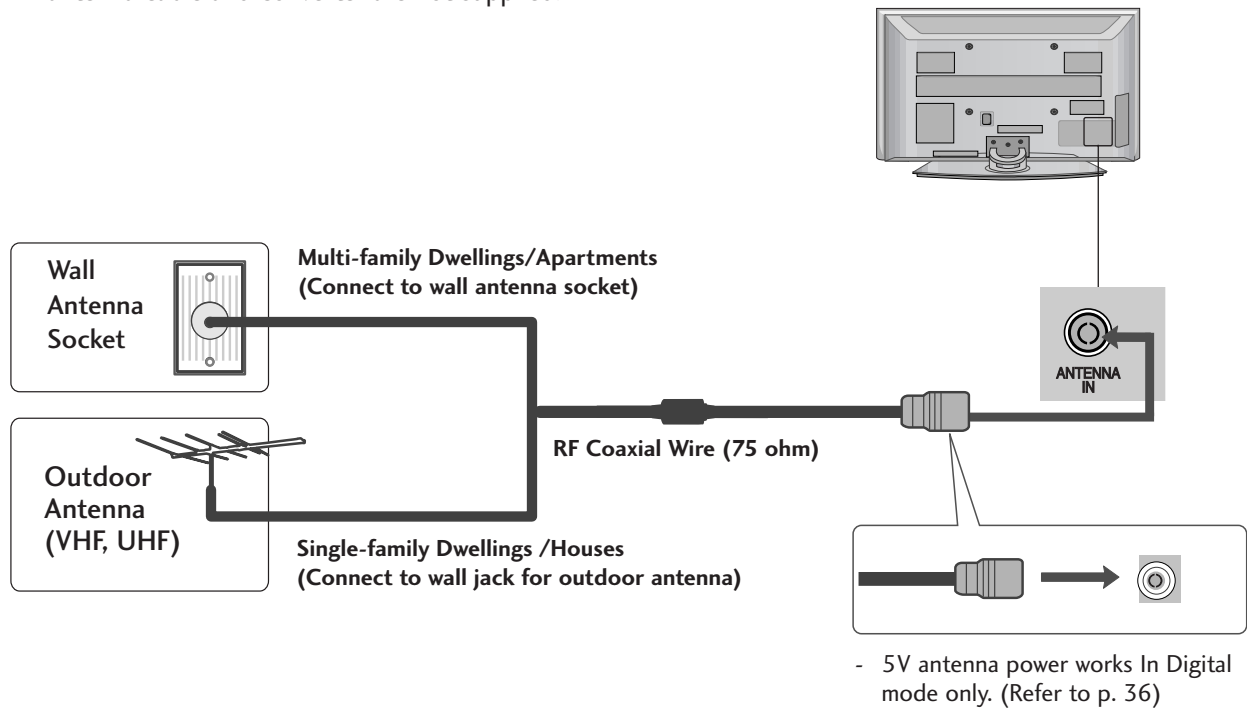 Wall
Antenna
Socket
Multi-family Dwellings/Apartments
(Connect to wall antenna socket)
ANTENNA
IN
RF Coaxial Wire (75 ohm)
Outdoor
Antenna
(VHF, UHF)
Single-family Dwellings /Houses
(Connect to wall jack for outdoor antenna)
- 5V antenna power works In Digital
mode only. (Refer to p. 36)